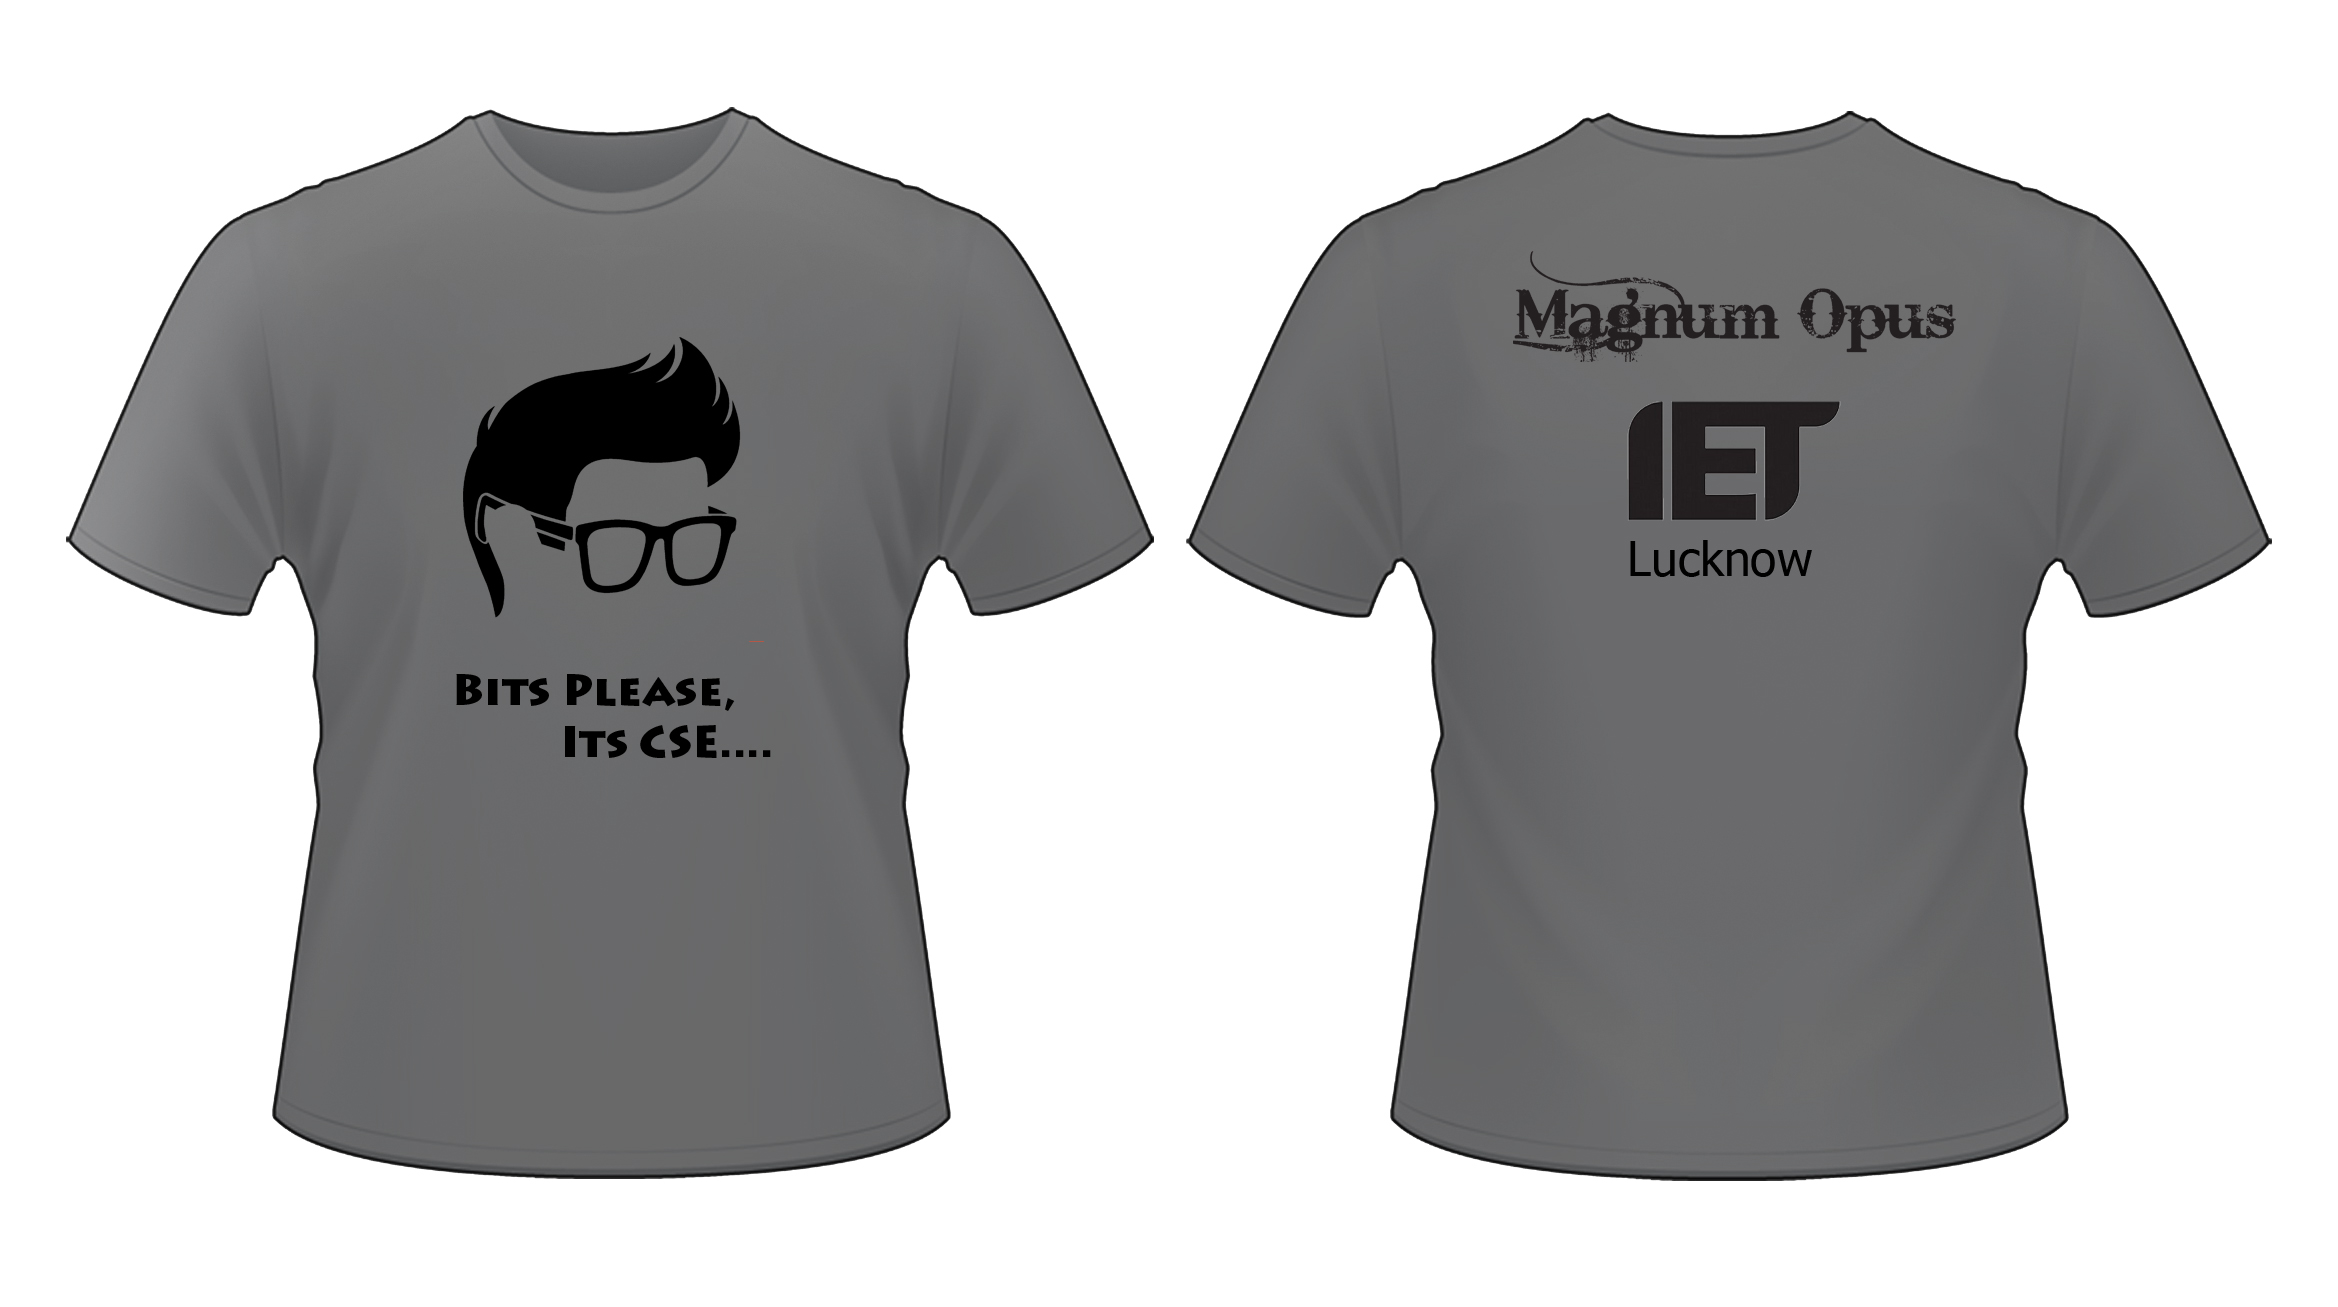 Bits Please,
Its CSE....
Magnum Opus
IET
Lucknow